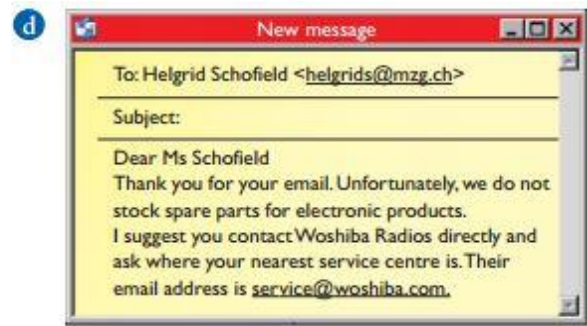 d
New message
To: Helgrid Schofield <helgrids@mzg.ch>
Subject:
Dear Ms Schofield
Thank you for your email. Unfortunately, we do not
stock spare parts for electronic products.
I suggest you contact Woshiba Radios directly and
ask where your nearest service centre is. Their
email address is service@woshiba.com.